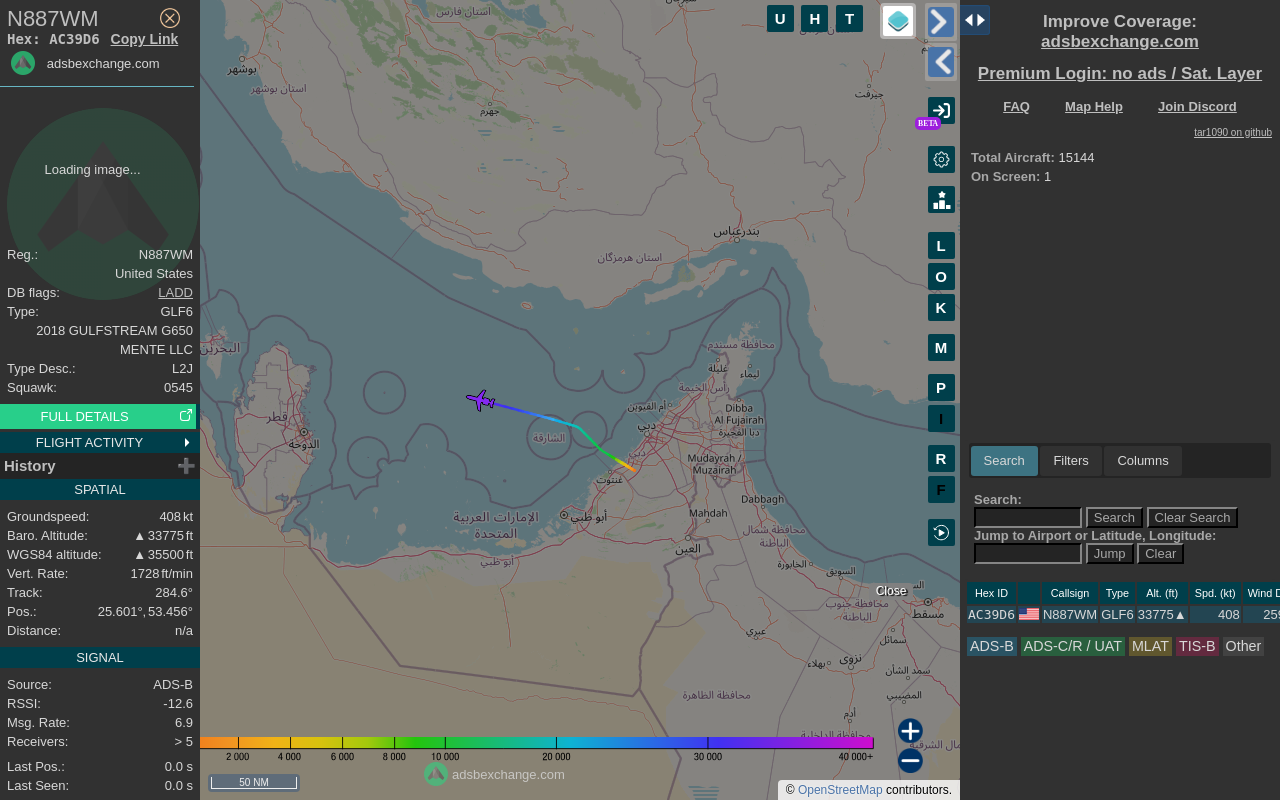 N887WM
Hex: AC39D6 Copy Link
adsbexchange.com
Loading image...
Reg.: N887WM
United States
DB flags: LADD
Type: GLF6
2018 GULFSTREAM G650
MENTE LLC
Type Desc.: L2J
Squawk: 0545
FULL DETAILS
FLIGHT ACTIVITY
History
SPATIAL
Groundspeed: 408 kt
Baro. Altitude: ▲ 33775 ft
WGS84 altitude: ▲ 35500 ft
Vert. Rate: 1728 ft/min
Track: 284.6°
Pos.: 25.601°, 53.456°
Distance: n/a
SIGNAL
Source: ADS-B
RSSI: -12.6
Msg. Rate: 6.9
Receivers: > 5
Last Pos.: 0.0 s
Last Seen: 0.0 s
U H T
BETA
L
O
K
M
P
I
R
F
استان فارس
بوشهر
استان بوشهر
جهرم
جیرفت
بندرعباس
استان هرمزگان
البحرين
محافظة مسندم
غليلة
ليماء
رأس الخيمة
أم القيوين
Dibba
Al Fujairah
دبا الفجيرة
قطر
الدوحة
الشارقة
دبي
دبي
Mudayrah /
Muzairah
غنتوت
Dabbagh
Mahdah
أبو ظبي
الإمارات العربية
المتحدة
محافظة شمال
الباطنة
العين
أبو ظبي
الخابورة
السويق
Close
محافظة جنوب
الباطنة
مسقط
عبري
سمائل
نزوى
بهلاء
سمد الشأن
المضيبي
محافظة الظاهرة
أدم
محافظة الداخلية
2 000 4 000 6 000 8 000 10 000 20 000 30 000 40 000+
adsbexchange.com
50 NM
© OpenStreetMap contributors.
Improve Coverage:
adsbexchange.com
Premium Login: no ads / Sat. Layer
FAQ Map Help Join Discord
tar1090 on github
Total Aircraft: 15144
On Screen: 1
Search Filters Columns
Search:
Search Clear Search
Jump to Airport or Latitude, Longitude:
Jump Clear
Hex ID Callsign Type Alt. (ft) Spd. (kt) Wind D
AC39D6 N887WM GLF6 33775▲ 408 259
ADS-B ADS-C/R / UAT MLAT TIS-B Other